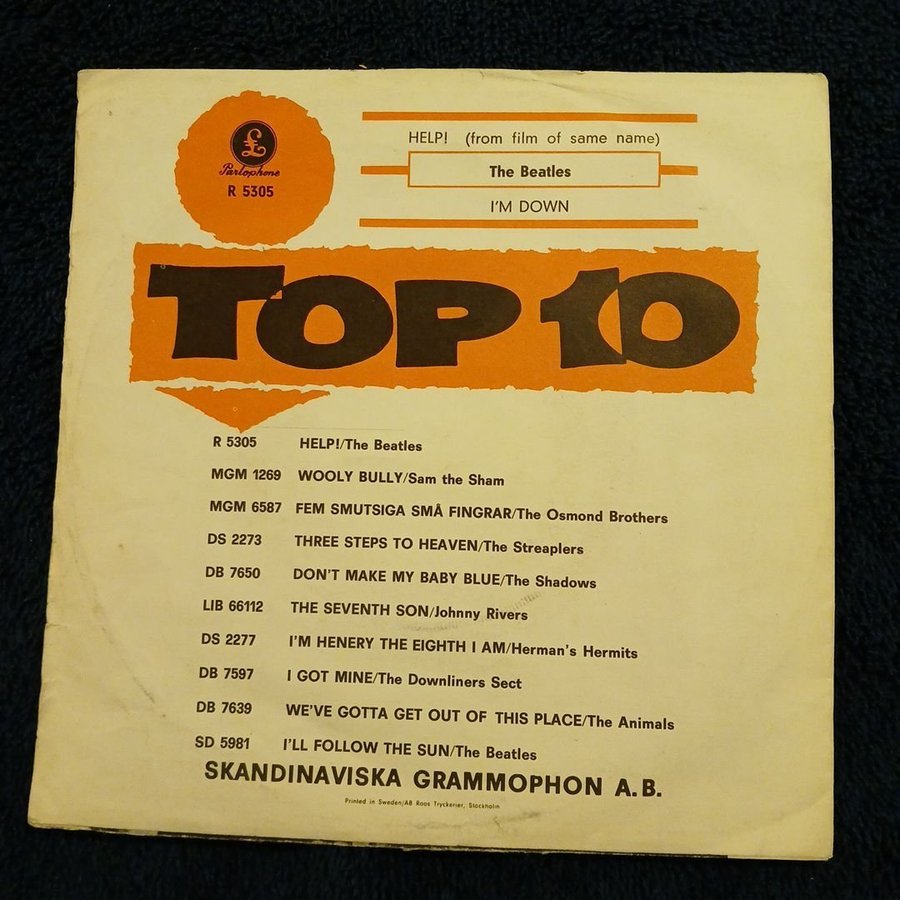 £
Parlophone
R 5305
HELP! (from film of same name)
The Beatles
I'M DOWN
TOP 10
R 5305 HELP!/The Beatles
MGM 1269 WOOLY BULLY/Sam the Sham
MGM 6587 FEM SMUTSIGA SMÅ FINGRAR/The Osmond Brothers
DS 2273 THREE STEPS TO HEAVEN/The Streaplers
DB 7650 DON'T MAKE MY BABY BLUE/The Shadows
LIB 66112 THE SEVENTH SON/Johnny Rivers
DS 2277 I'M HENERY THE EIGHTH I AM/Herman's Hermits
DB 7597 I GOT MINE/The Downliners Sect
DB 7639 WE'VE GOTTA GET OUT OF THIS PLACE/The Animals
SD 5981 I'LL FOLLOW THE SUN/The Beatles
SKANDINAVISKA GRAMMOPHON A.B.
Printed in Sweden/AB Roos Tryckerier, Stockholm